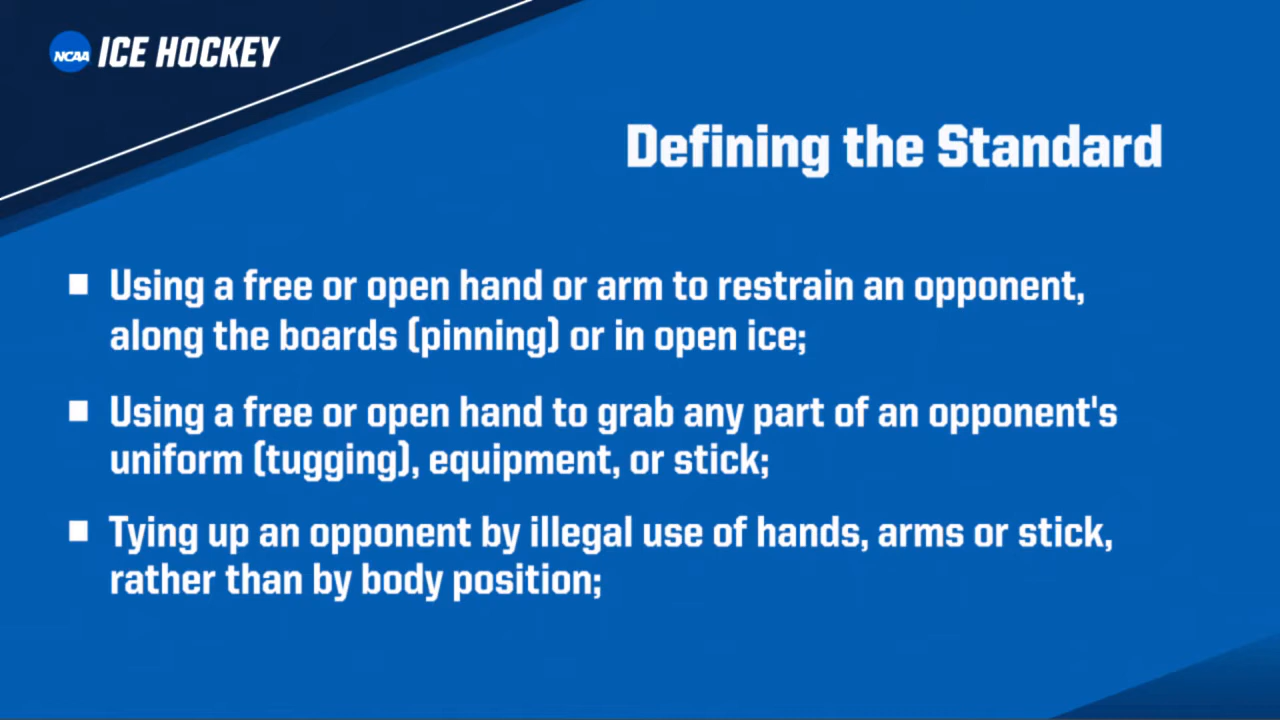 NCAA ICE HOCKEY
Defining the Standard
■ Using a free or open hand or arm to restrain an opponent,
along the boards (pinning) or in open ice;
■ Using a free or open hand to grab any part of an opponent's
uniform (tugging), equipment, or stick;
■ Tying up an opponent by illegal use of hands, arms or stick,
rather than by body position;